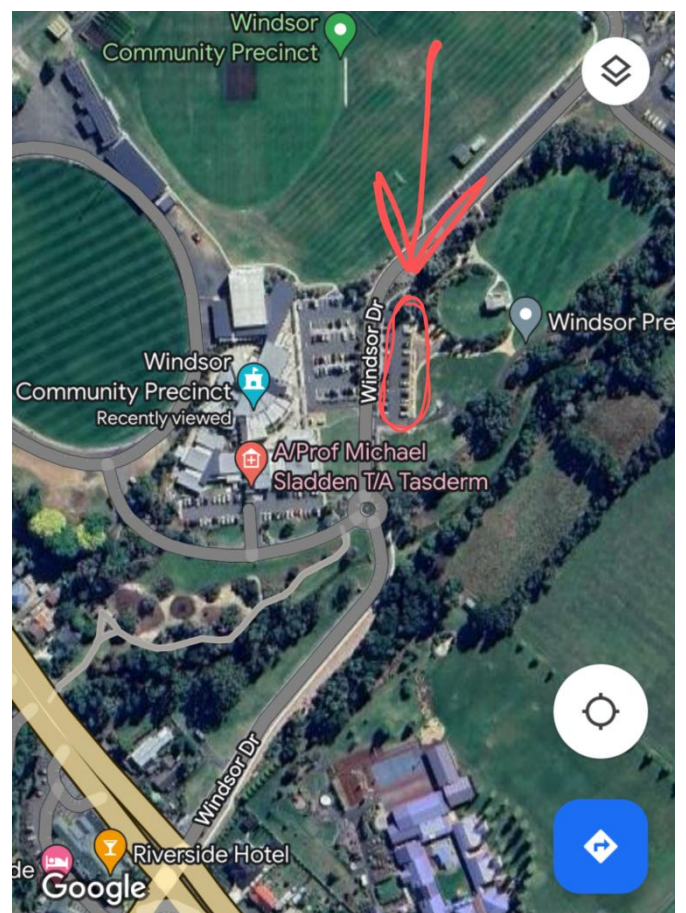 Windsor
Community Precinct
Windsor Dr
Windsor Pre
Windsor
Community Precinct
Recently viewed
A/Prof Michael
Sladden T/A Tasderm
Windsor Dr
Riverside Hotel
de
Google